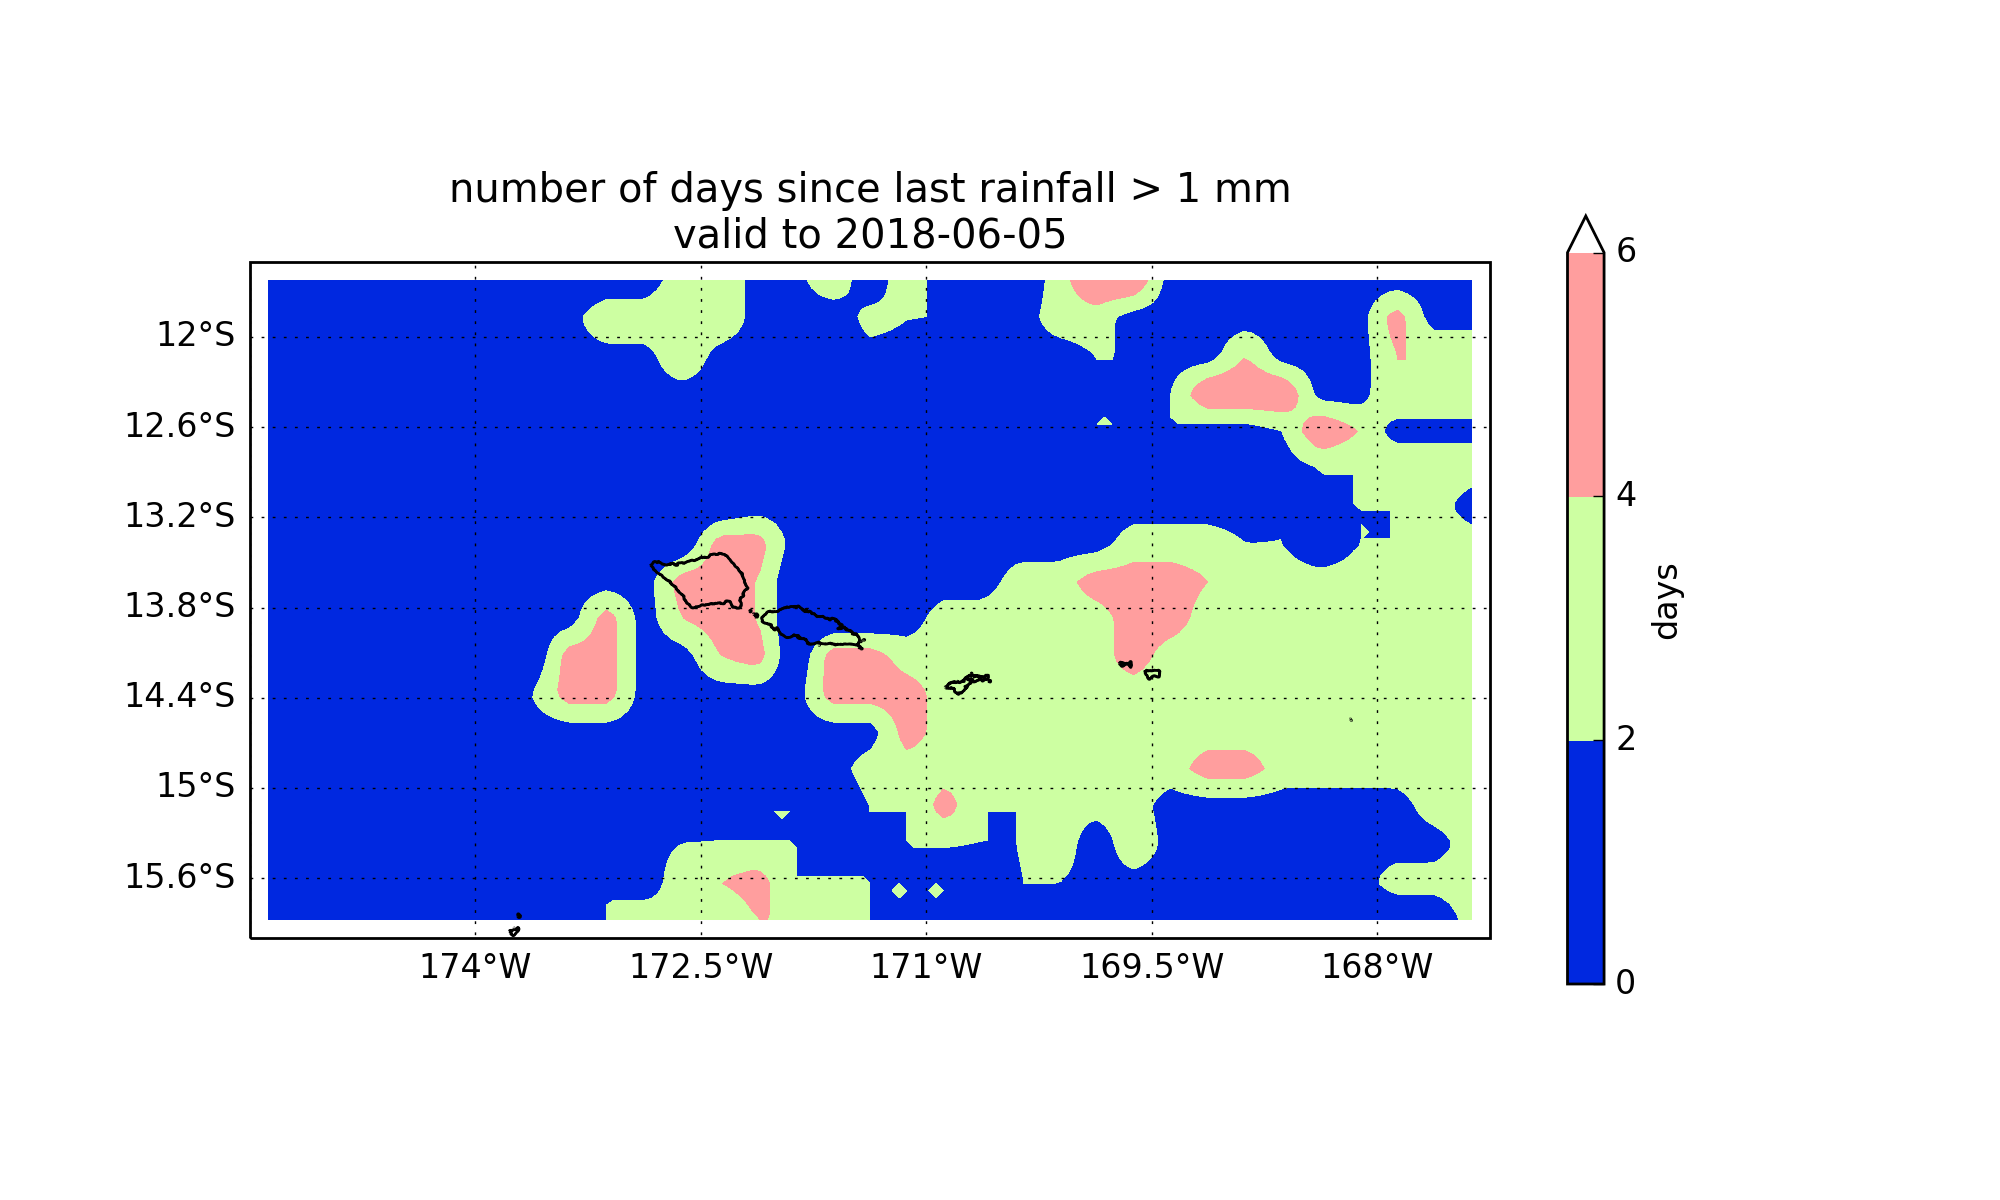 number of days since last rainfall > 1 mm
valid to 2018-06-05
12°S
12.6°S
13.2°S
13.8°S
14.4°S
15°S
15.6°S
174°W 172.5°W 171°W 169.5°W 168°W
6
4
2
0
days